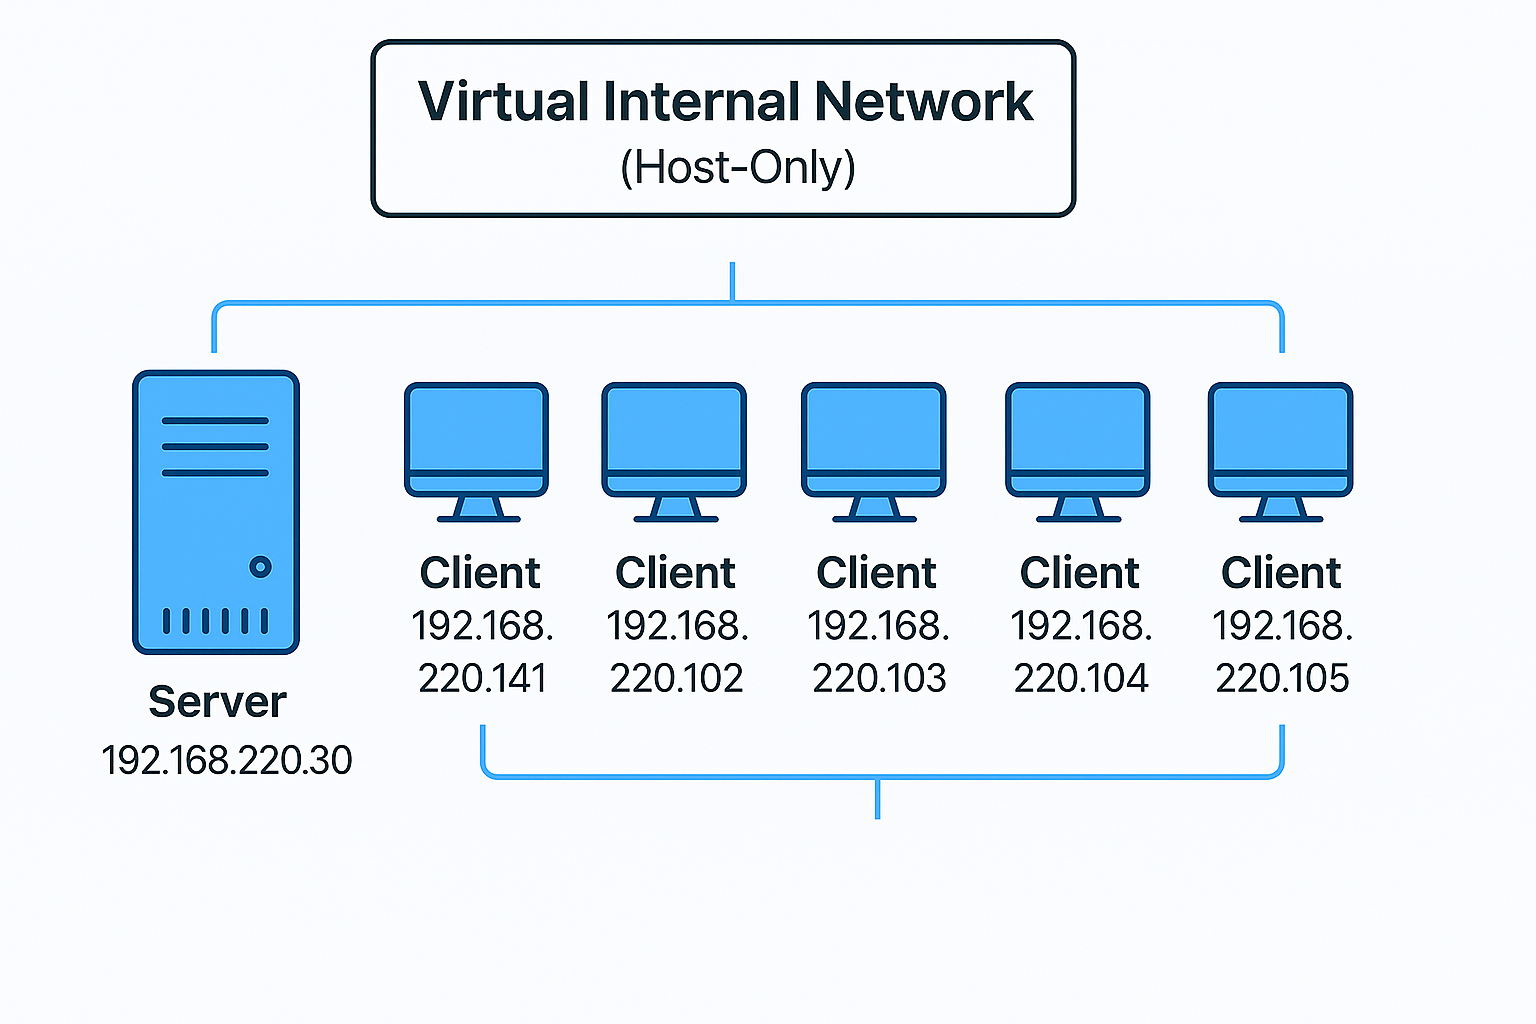 Virtual Internal Network
(Host-Only)
Server
192.168.220.30
Client
192.168.
220.141
Client
192.168.
220.102
Client
192.168.
220.103
Client
192.168.
220.104
Client
192.168.
220.105